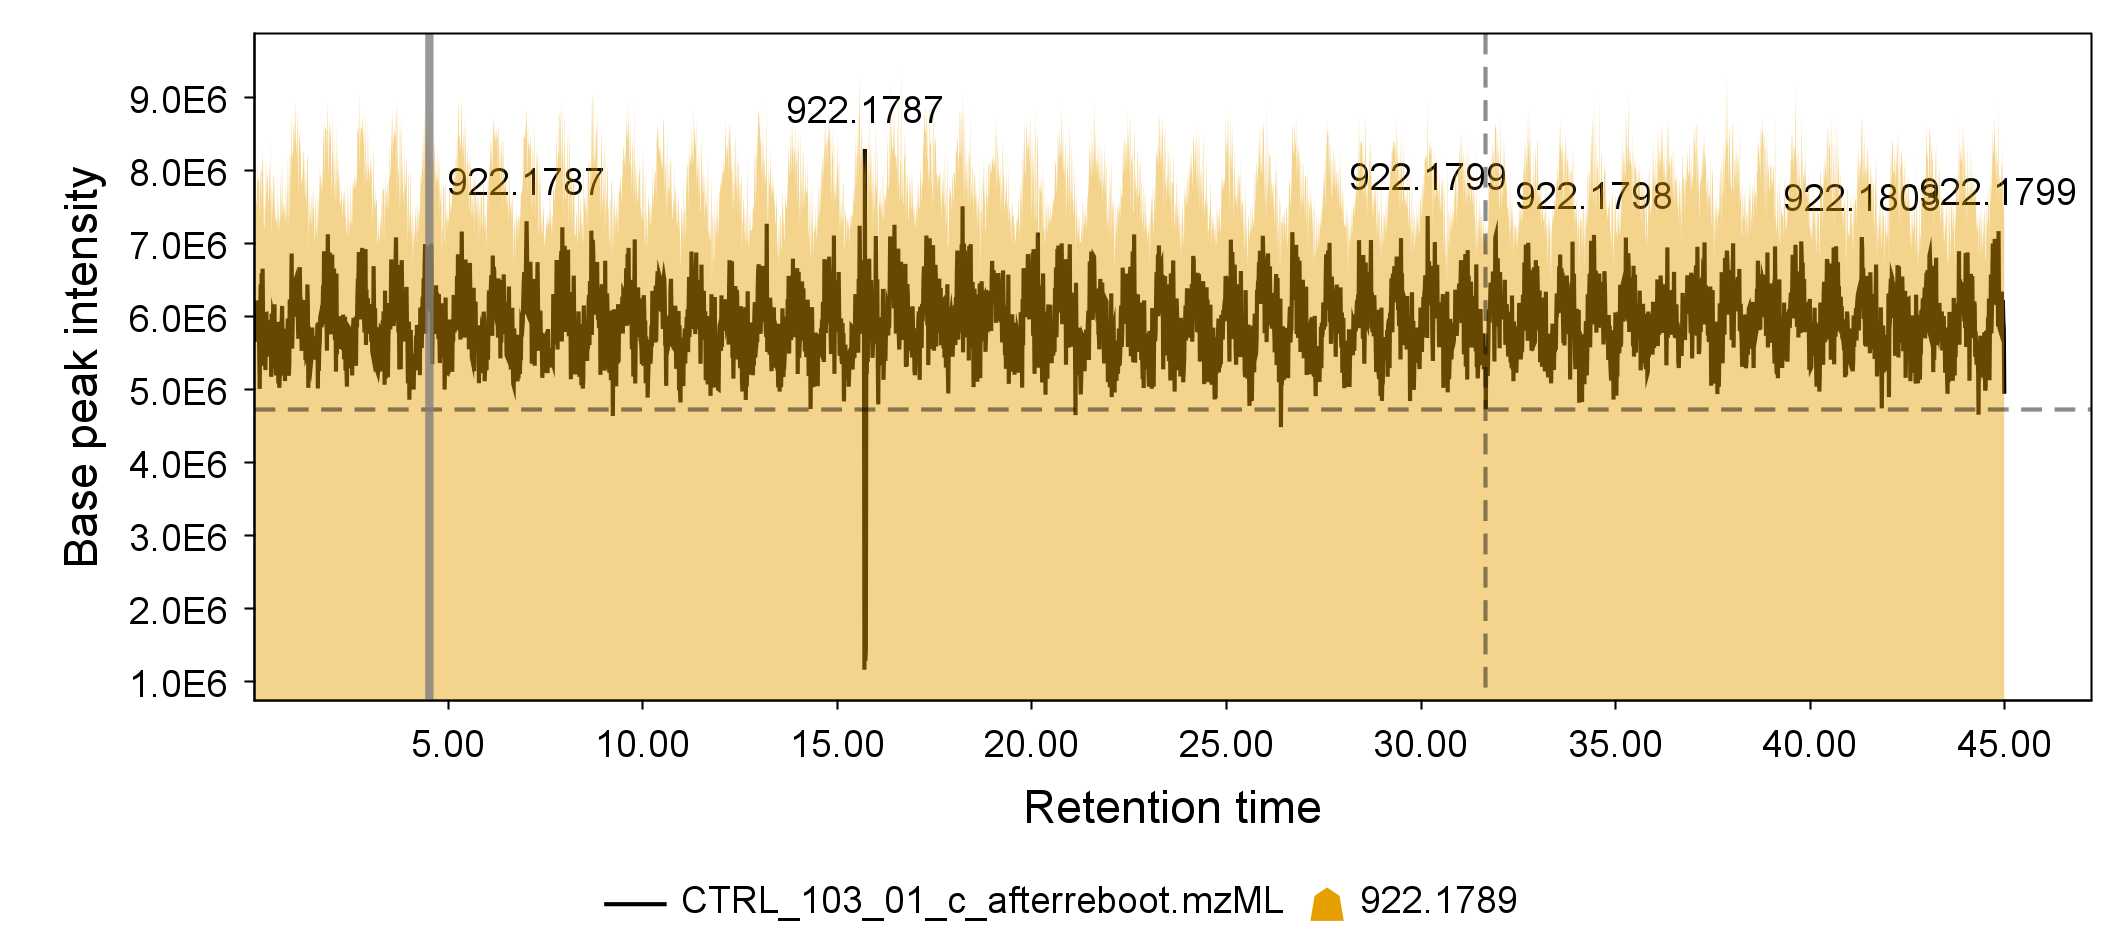 9.0E6
8.0E6
7.0E6
6.0E6
5.0E6
4.0E6
3.0E6
2.0E6
1.0E6
Base peak intensity
922.1787
922.1787
922.1799
922.1798
922.1809
922.1799
5.00 10.00 15.00 20.00 25.00 30.00 35.00 40.00 45.00
Retention time
CTRL_103_01_c_afterreboot.mzML 922.1789